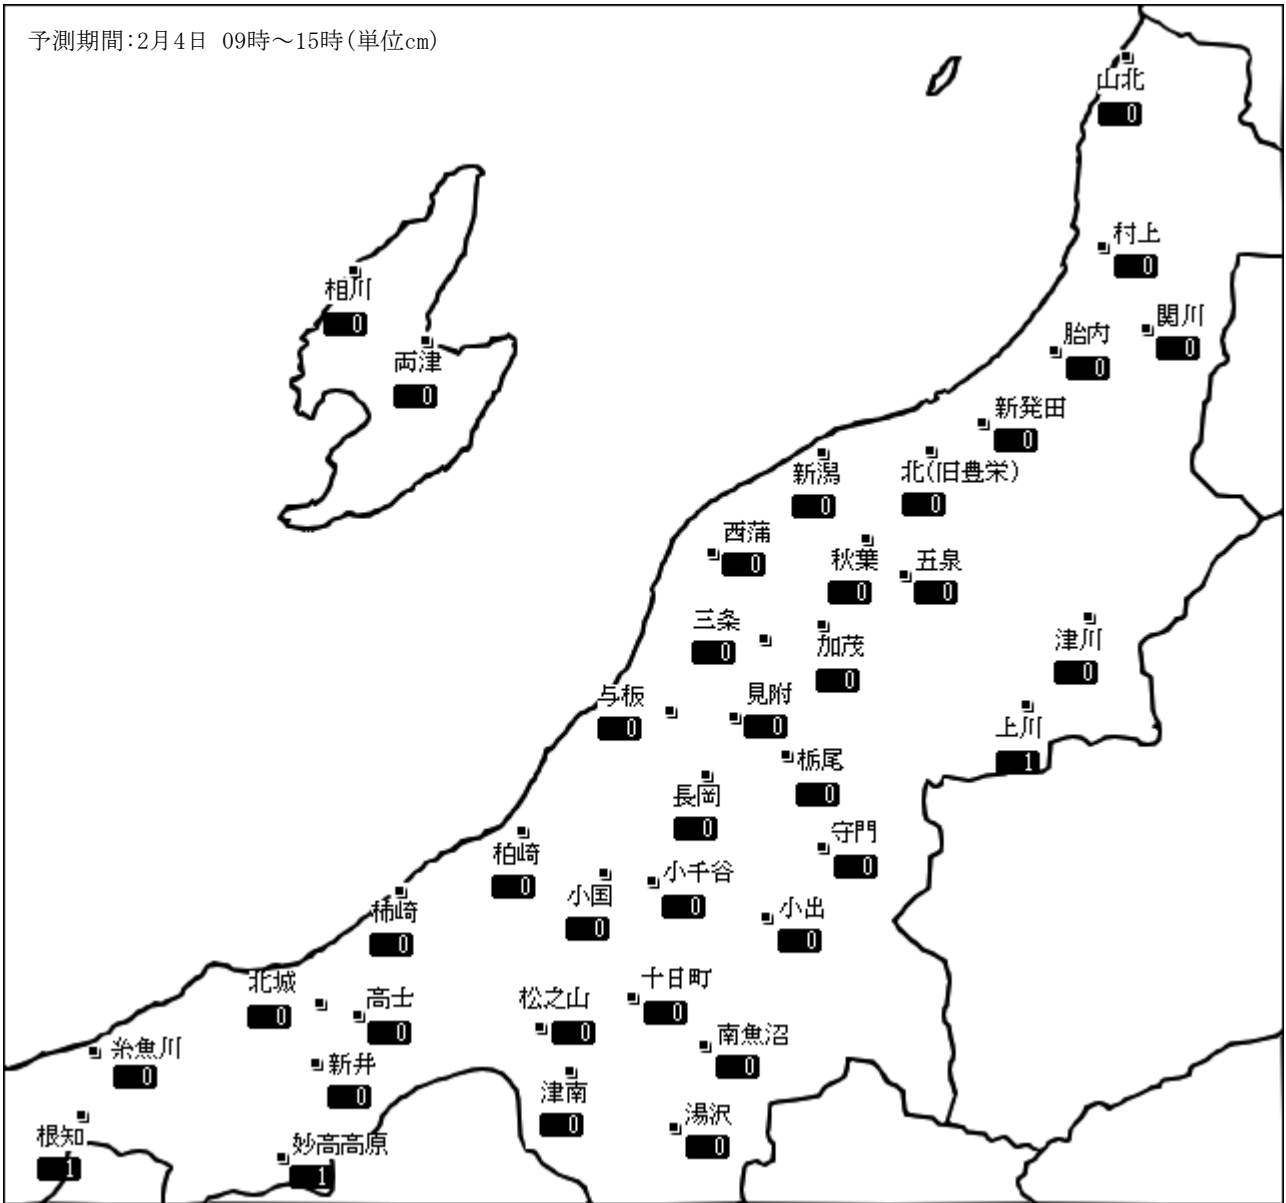 予測期間:2月4日 09時～15時(単位cm)
山北
0
村上
0
関川
0
胎内
0
相川
0
両津
0
新発田
0
新潟
0
北(旧豊栄)
0
西蒲
0
秋葉
0
五泉
0
三条
0
加茂
0
津川
0
与板
0
見附
0
上川
1
栃尾
0
長岡
0
守門
0
柏崎
0
小国
0
小千谷
0
小出
0
柿崎
0
北城
0
高士
0
松之山
0
十日町
0
南魚沼
0
糸魚川
0
新井
0
津南
0
湯沢
0
根知
1
妙高高原
1